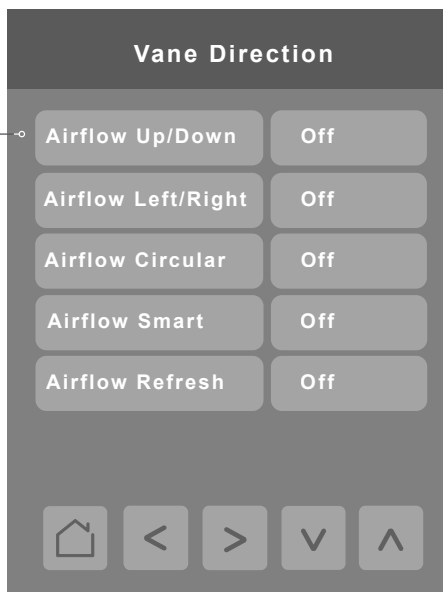 Vane Direction
Airflow Up/Down Off
Airflow Left/Right Off
Airflow Circular Off
Airflow Smart Off
Airflow Refresh Off